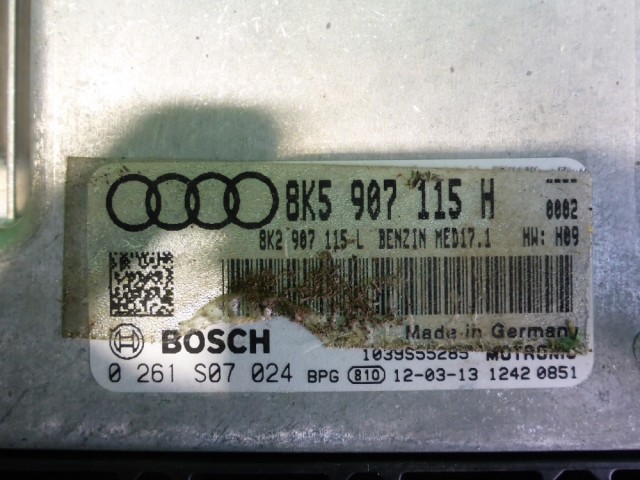 8K5 907 115 H
0002
8K2 907 115 L BENZIN MED17.1 HW: H09
Made in Germany
BOSCH
1039S55285 MOTRONIC
0 261 S07 024 BPG 810 12-03-13 1242 0851